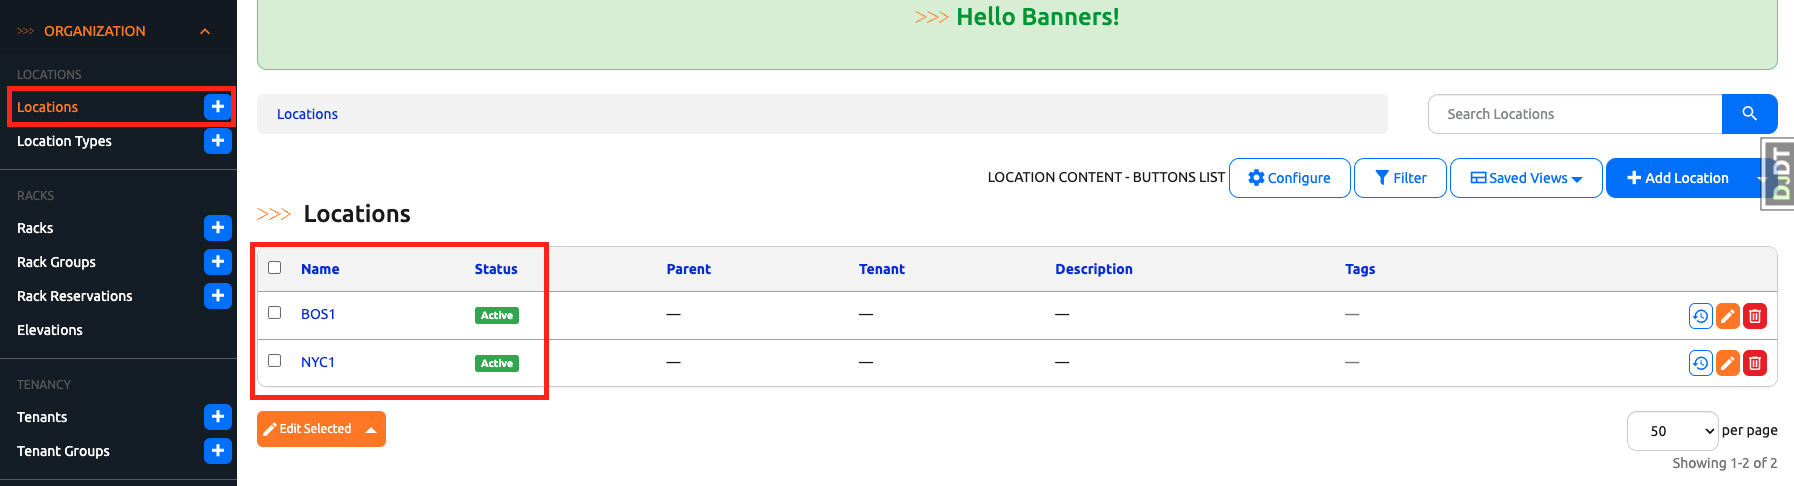 >>> ORGANIZATION
LOCATIONS
Locations
Location Types
RACKS
Racks
Rack Groups
Rack Reservations
Elevations
TENANCY
Tenants
Tenant Groups
>>> Hello Banners!
Locations
Search Locations
LOCATION CONTENT - BUTTONS LIST Configure Filter Saved Views Add Location
DJDT
>>> Locations
Name Status Parent Tenant Description Tags
BOS1 Active — — — —
NYC1 Active — — — —
Edit Selected
50 per page
Showing 1-2 of 2